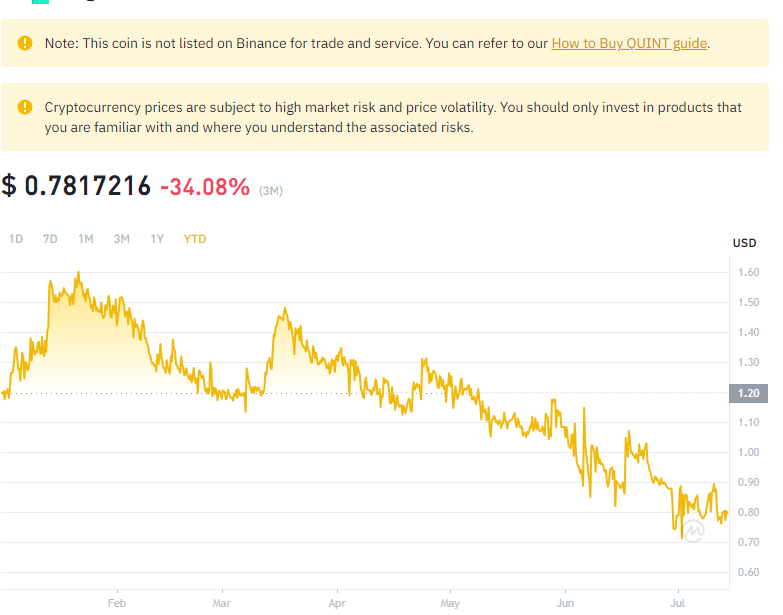 Note: This coin is not listed on Binance for trade and service. You can refer to our How to Buy QUINT guide.
Cryptocurrency prices are subject to high market risk and price volatility. You should only invest in products that
you are familiar with and where you understand the associated risks.
$ 0.7817216 -34.08% (3M)
1D 7D 1M 3M 1Y YTD
USD
1.60
1.50
1.40
1.30
1.20
1.10
1.00
0.90
0.80
0.70
0.60
Feb Mar Apr May Jun Jul